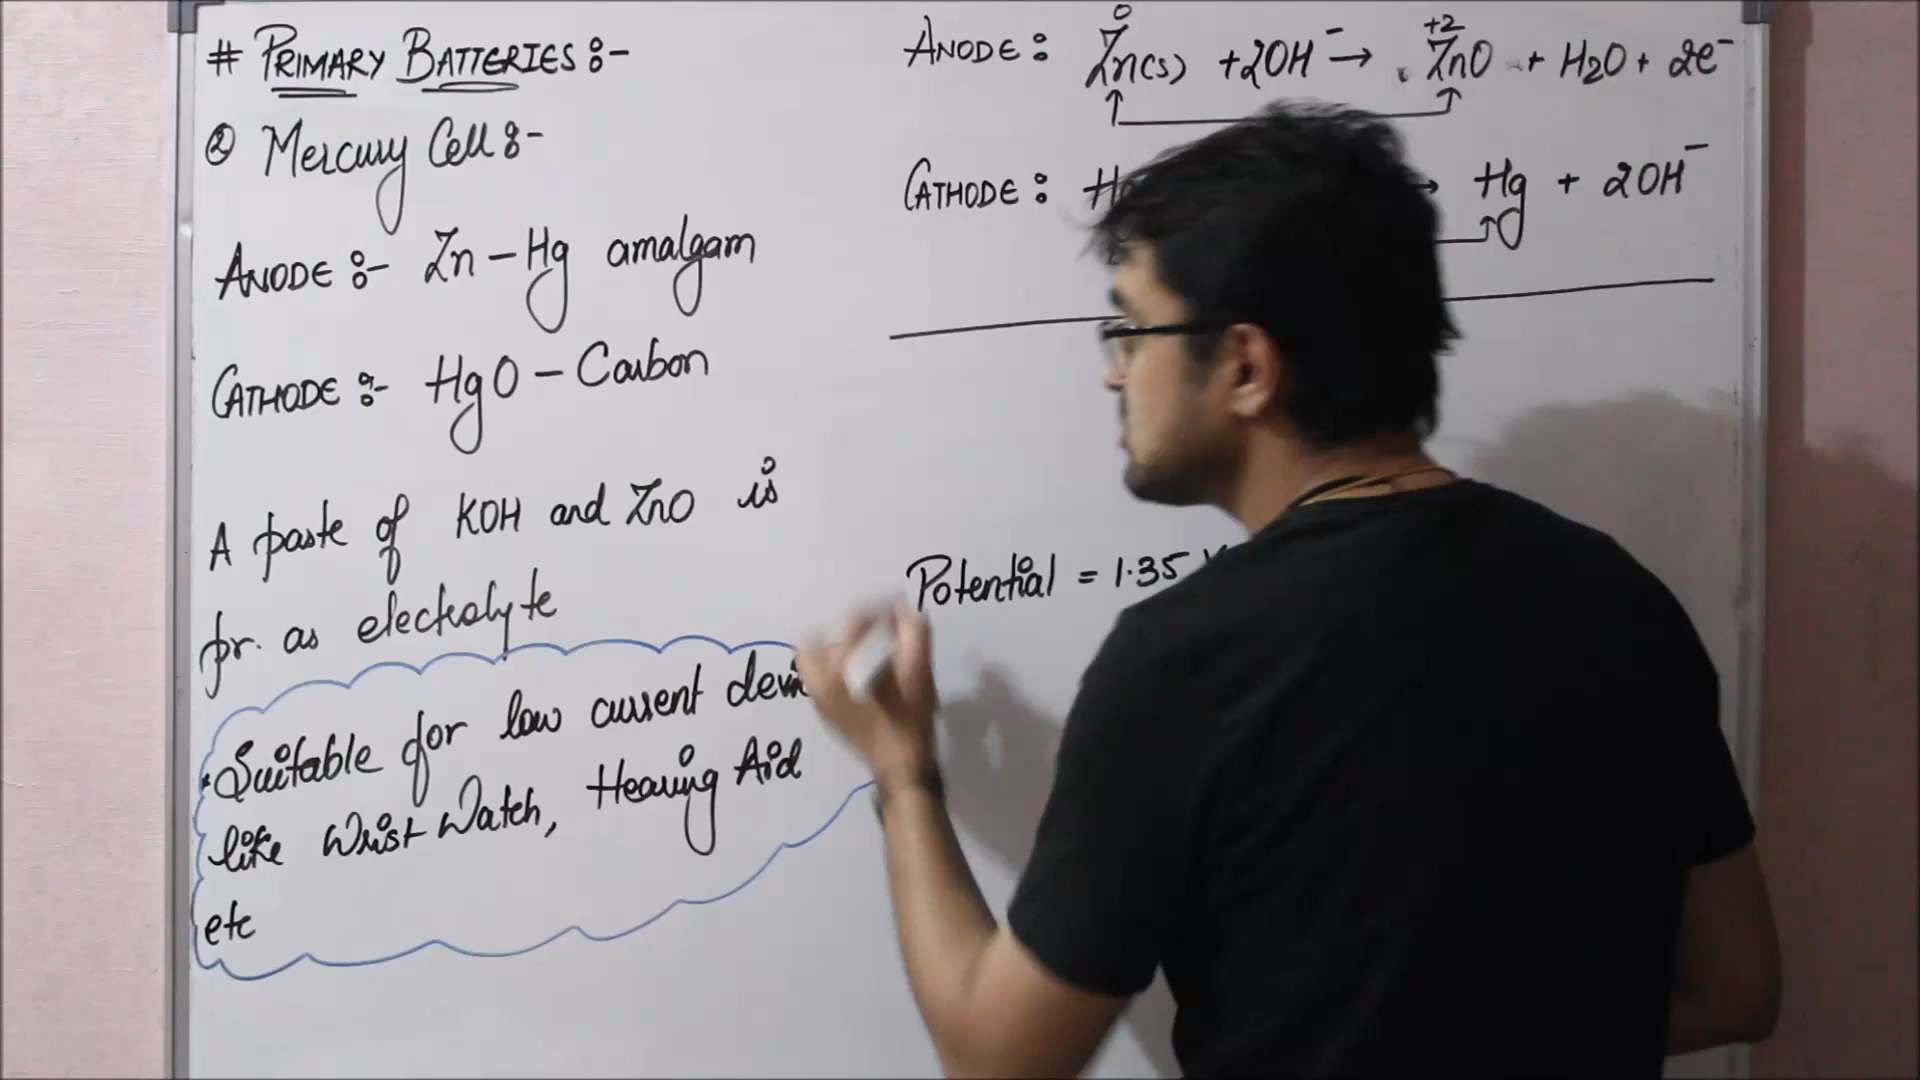 # PRIMARY BATTERIES :-
② Mercury Cell :-
ANODE :- Zn - Hg amalgam
CATHODE :- HgO - Carbon
A paste of KOH and ZnO is
pr. as electrolyte
Suitable for low current
like Wrist Watch, Hearing Aid
etc
0 +2
ANODE : Zn(s) + 2OH⁻ → ZnO + H2O + 2e⁻
CATHODE : → Hg + 2OH⁻
Potential = 1.35